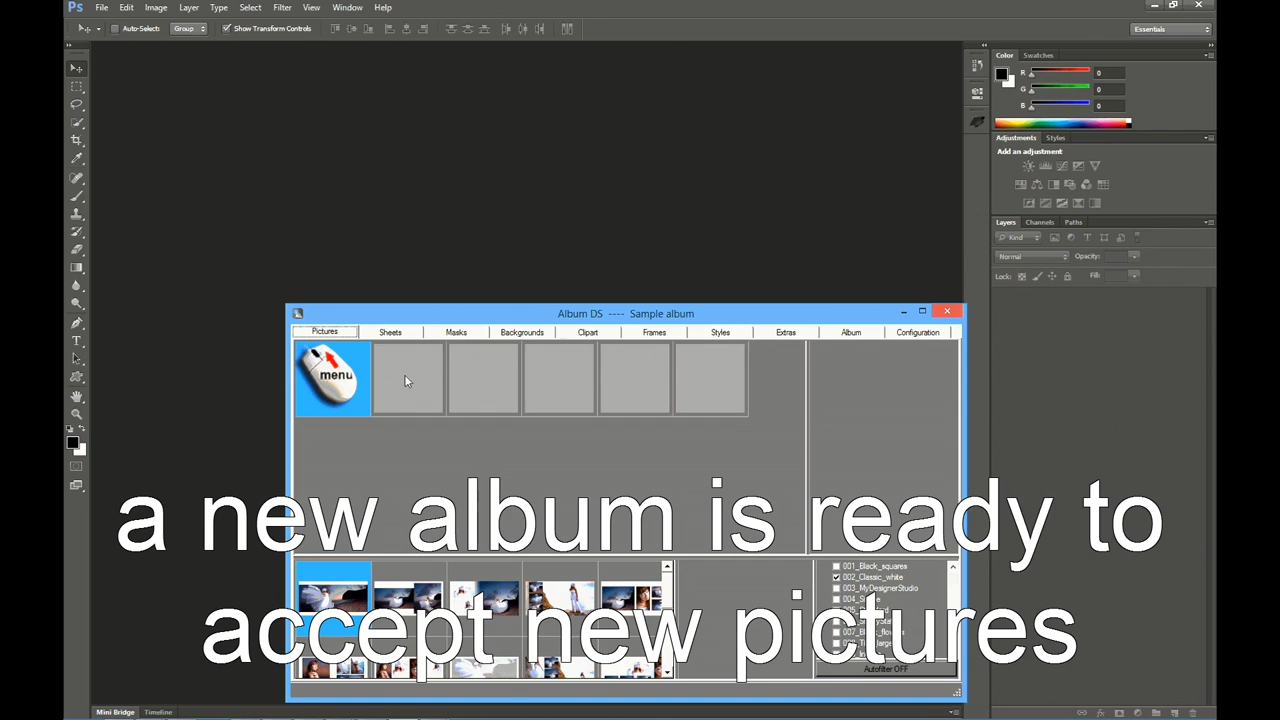 Ps File Edit Image Layer Type Select Filter View Window Help
Auto-Select: Group Show Transform Controls Essentials
Color Swatches
R 0
G 0
B 0
Adjustments Styles
Add an adjustment
Layers Channels Paths
Kind
Normal Opacity:
Lock: Fill:
Album DS ---- Sample album
Pictures Sheets Masks Backgrounds Clipart Frames Styles Extras Album Configuration
menu
a new album is ready to
accept new pictures
001_Black_squares
002_Classic_white
003_MyDesignerStudio
Autofilter OFF
Mini Bridge Timeline